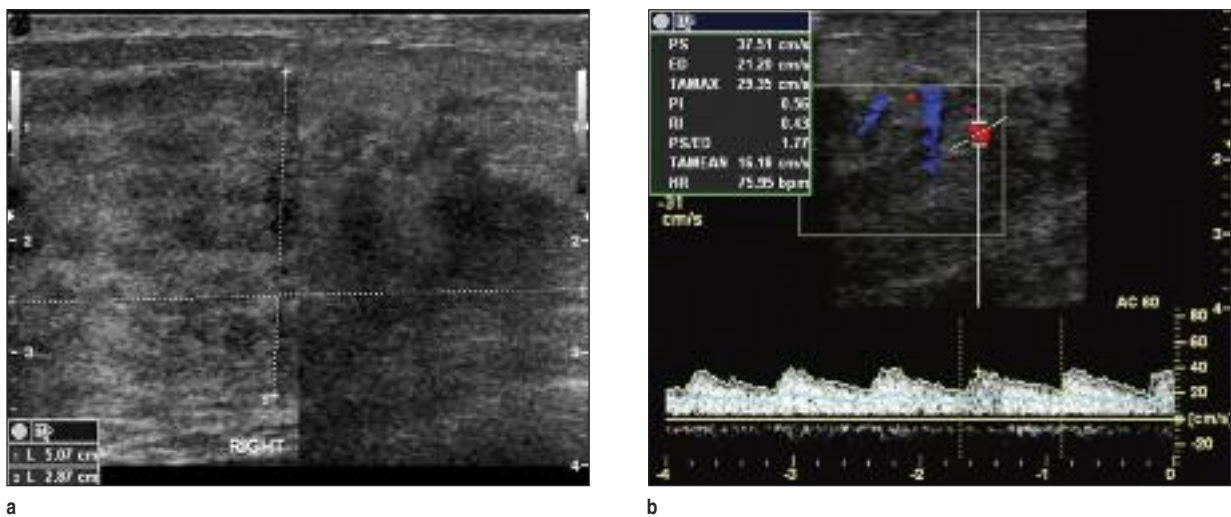 1
2
2
3
3
4
RIGHT
1 L 5.07 cm
2 L 2.87 cm
a
PS 37.51 cm/s
ED 21.20 cm/s
TAMAX 29.35 cm/s
PI 0.56
RI 0.43
PS/ED 1.77
TAMEAN 16.18 cm/s
HR 75.95 bpm
-31
cm/s
1
2
3
4
AC 60
80
60
40
20
[cm/s
-20
-4
-3
-2
-1
0
b